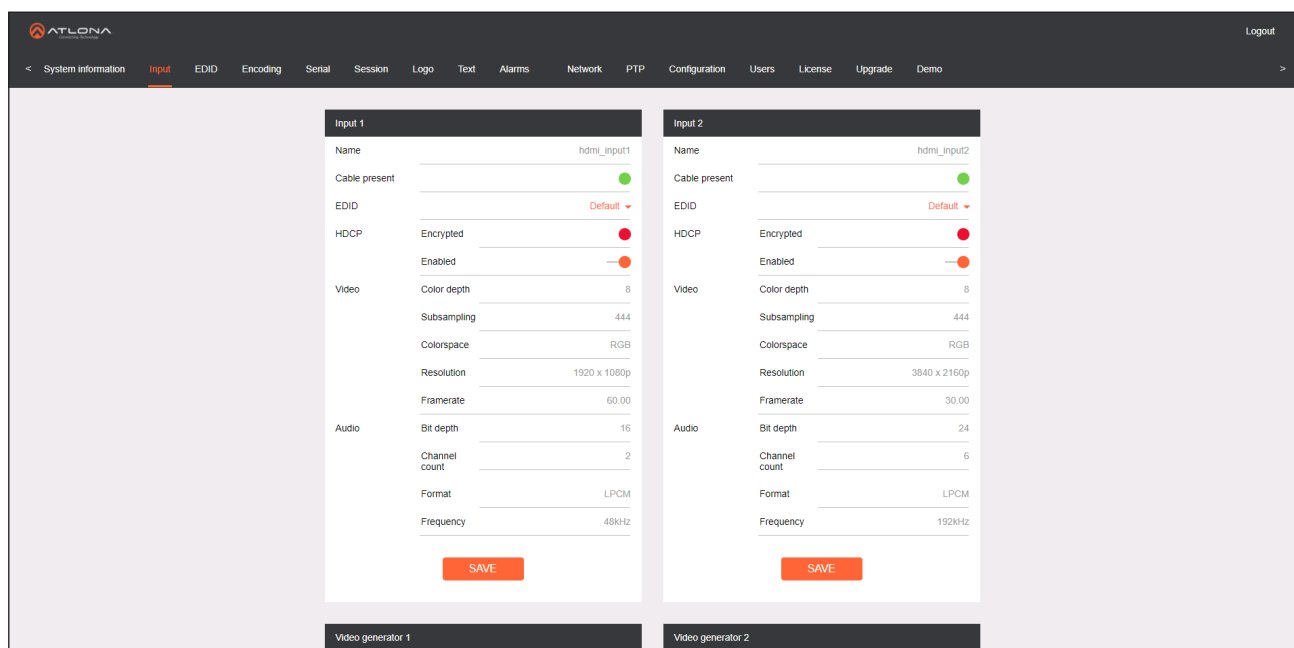 ATLONA
Logout
< System information Input EDID Encoding Serial Session Logo Text Alarms Network PTP Configuration Users License Upgrade Demo >
Input 1
Name hdmi_input1
Cable present
EDID Default
HDCP Encrypted
Enabled
Video Color depth 8
Subsampling 444
Colorspace RGB
Resolution 1920 x 1080p
Framerate 60.00
Audio Bit depth 16
Channel
count 2
Format LPCM
Frequency 48kHz
SAVE
Input 2
Name hdmi_input2
Cable present
EDID Default
HDCP Encrypted
Enabled
Video Color depth 8
Subsampling 444
Colorspace RGB
Resolution 3840 x 2160p
Framerate 30.00
Audio Bit depth 24
Channel
count 6
Format LPCM
Frequency 192kHz
SAVE
Video generator 1
Video generator 2